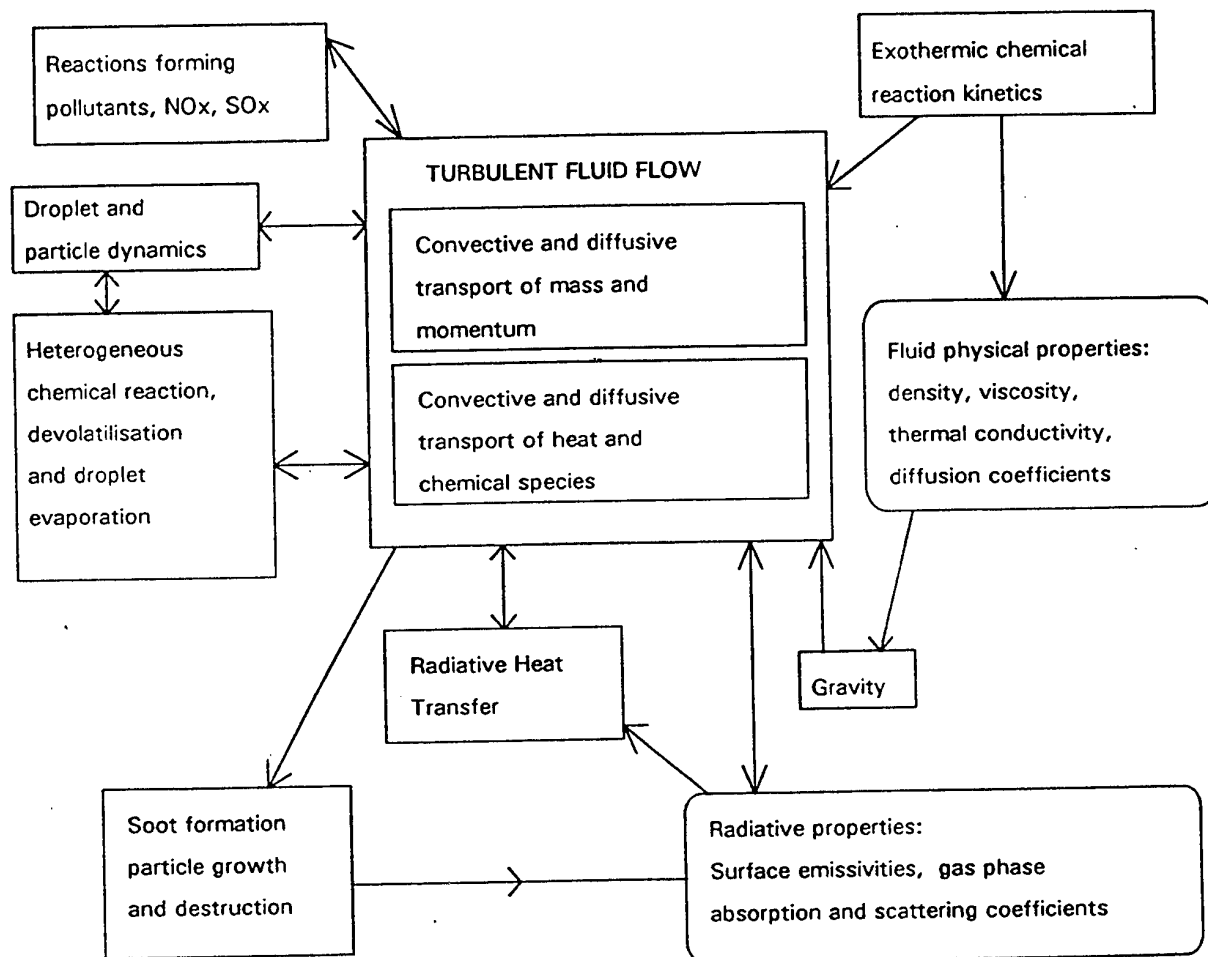 Reactions forming
pollutants, NOx, SOx
Exothermic chemical
reaction kinetics
TURBULENT FLUID FLOW
Convective and diffusive
transport of mass and
momentum
Convective and diffusive
transport of heat and
chemical species
Droplet and
particle dynamics
Heterogeneous
chemical reaction,
devolatilisation
and droplet
evaporation
Fluid physical properties:
density, viscosity,
thermal conductivity,
diffusion coefficients
Radiative Heat
Transfer
Gravity
Soot formation
particle growth
and destruction
Radiative properties:
Surface emissivities, gas phase
absorption and scattering coefficients